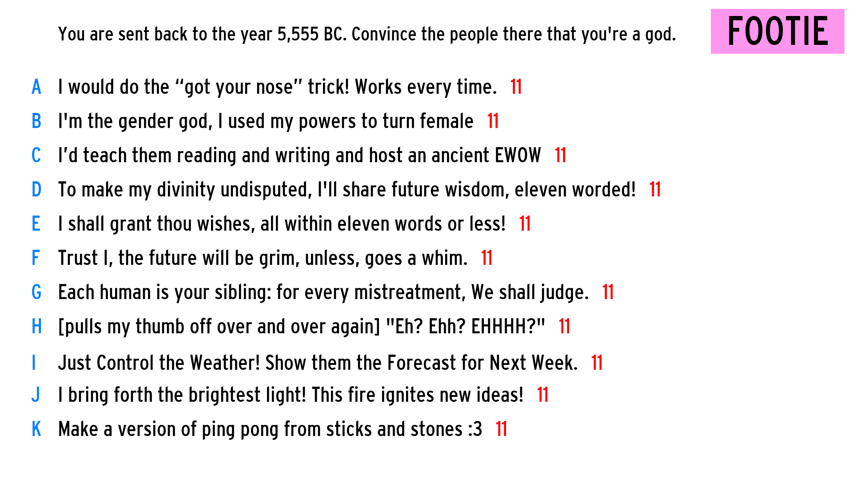 You are sent back to the year 5,555 BC. Convince the people there that you're a god.
FOOTIE
A I would do the “got your nose” trick! Works every time. 11
B I'm the gender god, I used my powers to turn female 11
C I’d teach them reading and writing and host an ancient EWOW 11
D To make my divinity undisputed, I'll share future wisdom, eleven worded! 11
E I shall grant thou wishes, all within eleven words or less! 11
F Trust I, the future will be grim, unless, goes a whim. 11
G Each human is your sibling: for every mistreatment, We shall judge. 11
H [pulls my thumb off over and over again] "Eh? Ehh? EHHHH?" 11
I Just Control the Weather! Show them the Forecast for Next Week. 11
J I bring forth the brightest light! This fire ignites new ideas! 11
K Make a version of ping pong from sticks and stones :3 11